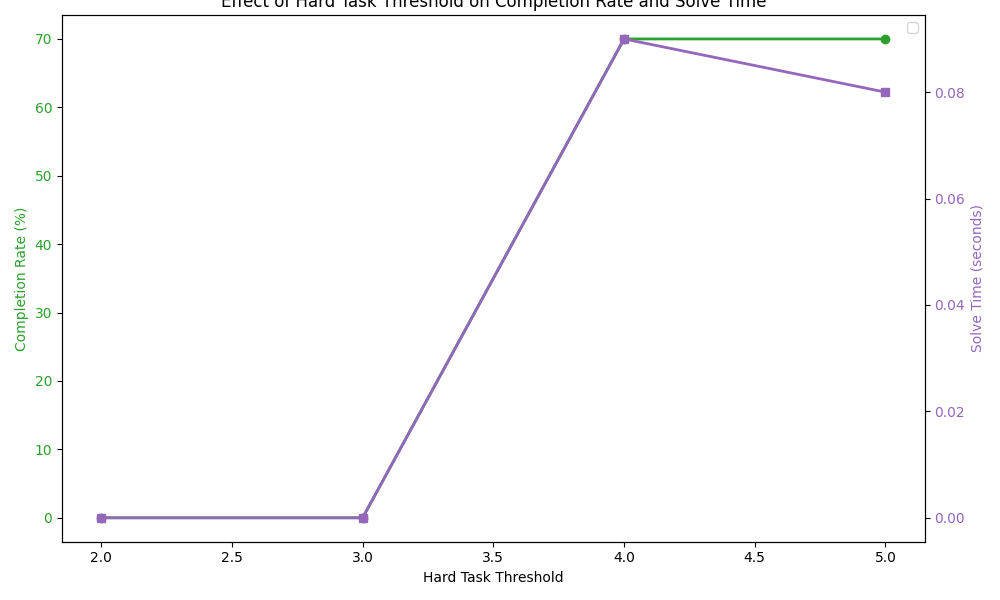 Effect of Hard Task Threshold on Completion Rate and Solve Time
70
60
50
40
30
20
10
0
Completion Rate (%)
0.08
0.06
0.04
0.02
0.00
Solve Time (seconds)
2.0 2.5 3.0 3.5 4.0 4.5 5.0
Hard Task Threshold